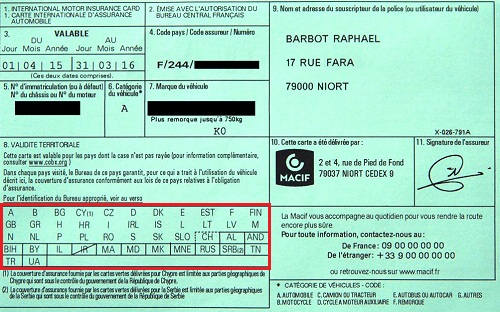 1. INTERNATIONAL MOTOR INSURANCE CARD
1. CARTE INTERNATIONALE D'ASSURANCE AUTOMOBILE
2. ÉMISE AVEC L'AUTORISATION DU BUREAU CENTRAL FRANÇAIS
3. VALABLE
DU AU
Jour Mois Année Jour Mois Année
01 04 15 31 03 16
(Ces deux dates comprises).
4. Code pays / Code assureur / Numéro
F/244/
5. N° d'immatriculation (ou à défaut) N° du châssis ou du moteur
6. Catégorie du véhicule*
A
7. Marque du véhicule
Plus remorque jusqu'à 750kg
KO
8. VALIDITE TERRITORIALE
Cette carte est valable pour les pays dont la case n'est pas rayée (pour information complémentaire, consulter www.cobx.org)
Dans chaque pays visité, le Bureau de ce pays garantit, pour ce qui a trait à l'utilisation du véhicule décrit ici, la couverture d'assurance conformément aux lois de ce pays relatives à l'obligation d'assurance.
Pour l'identification du Bureau approprié, voir au verso
A B BG CY(1) CZ D DK E EST F FIN
GB GR H HR I IRL IS L LT LV M
N NL P PL RO S SK SLO CH AL AND
BIH BY IL IR MA MD MK MNE RUS SRB(2) TN
TR UA
(1) La couverture d'assurance fournie par les cartes vertes délivrées pour Chypre est limitée aux parties géographiques de Chypre qui sont sous le contrôle du gouvernement de la République de Chypre.
(2) La couverture d'assurance fournie par les cartes vertes délivrées pour la Serbie est limitée aux parties géographiques de la Serbie qui sont sous le contrôle du gouvernement de la République de Serbie
9. Nom et adresse du souscripteur de la police (ou utilisateur du véhicule)
BARBOT RAPHAEL
17 RUE FARA
79000 NIORT
X-026-791A
10. Cette carte a été délivrée par :
MACIF
2 et 4, rue de Pied de Fond
79037 NIORT CEDEX 9
11. Signature de l'assureur
La Macif vous accompagne au quotidien pour vous rendre la route encore plus sûre.
Pour toute information, contactez-nous au:
De France: 09 00 00 00 00
De l'étranger: +33 9 00 00 00 00
ou retrouvez-nous sur www.macif.fr
* CATÉGORIE DE VÉHICULES - CODE :
A. AUTOMOBILE C. CAMION OU TRACTEUR E. AUTOBUS OU AUTOCAR G. AUTRES
B. MOTOCYCLE D. CYCLE A MOTEUR AUXILIAIRE F. REMORQUE